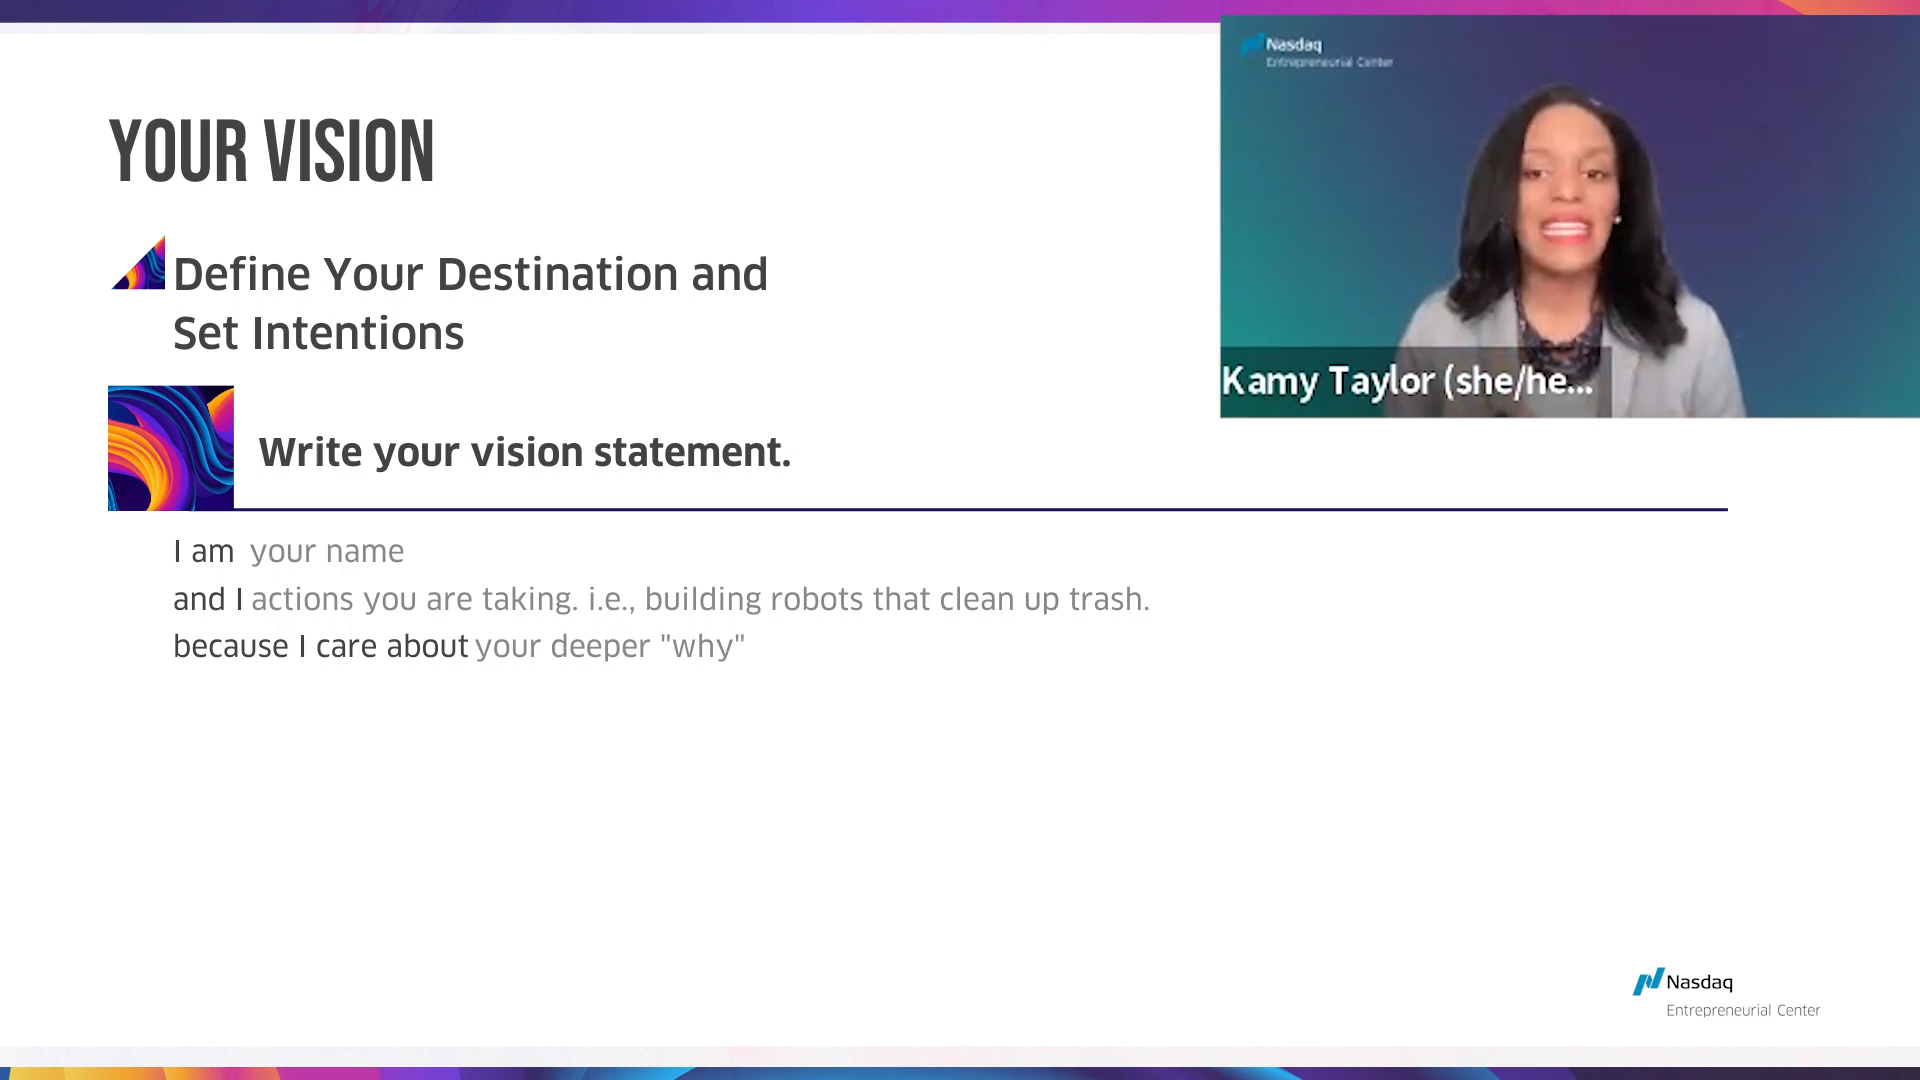 YOUR VISION
Define Your Destination and
Set Intentions
Write your vision statement.
I am your name
and I actions you are taking. i.e., building robots that clean up trash.
because I care about your deeper "why"
Nasdaq
Entrepreneurial Center
Kamy Taylor (she/he...
Nasdaq
Entrepreneurial Center